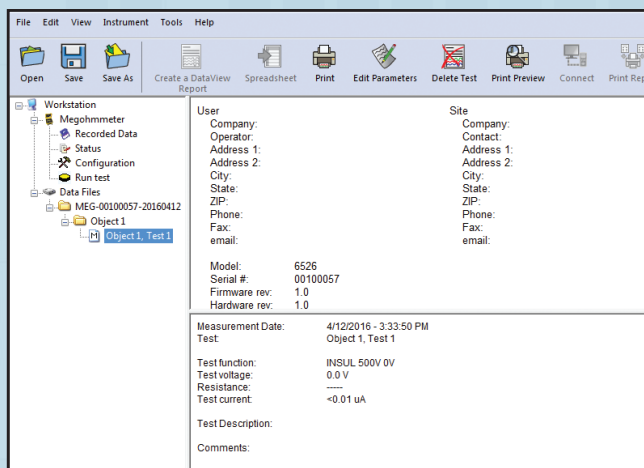 File Edit View Instrument Tools Help
Open Save Save As Create a DataView Report Spreadsheet Print Edit Parameters Delete Test Print Preview Connect Print
Workstation
Megohmmeter
Recorded Data
Status
Configuration
Run test
Data Files
MEG-00100057-20160412
Object 1
M Object 1, Test 1
User Site
Company: Company:
Operator: Contact:
Address 1: Address 1:
Address 2: Address 2:
City: City:
State: State:
ZIP: ZIP:
Phone: Phone:
Fax: Fax:
email: email:
Model: 6526
Serial #: 00100057
Firmware rev: 1.0
Hardware rev: 1.0
Measurement Date: 4/12/2016 - 3:33:50 PM
Test: Object 1, Test 1
Test function: INSUL 500V 0V
Test voltage: 0.0 V
Resistance: -----
Test current: <0.01 uA
Test Description:
Comments: